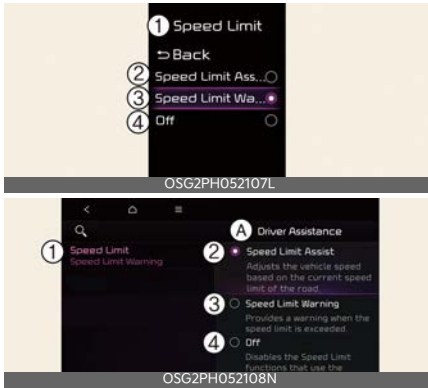 1 Speed Limit
Back
2 Speed Limit Ass...
3 Speed Limit Wa...
4 Off
OSG2PH052107L
A Driver Assistance
1 Speed Limit
Speed Limit Warning
2 Speed Limit Assist
Adjusts the vehicle speed
based on the current speed
limit of the road.
3 Speed Limit Warning
Provides a warning when the
speed limit is exceeded.
4 Off
Disables the Speed Limit
functions that use the
OSG2PH052108N